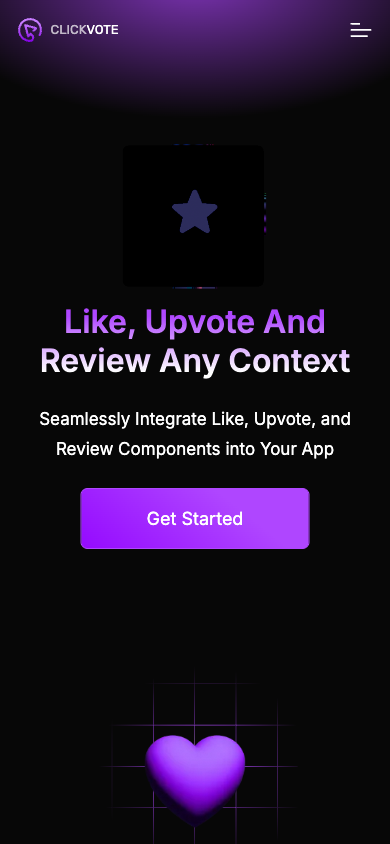 CLICKVOTE
Like, Upvote And
Review Any Context
Seamlessly Integrate Like, Upvote, and
Review Components into Your App
Get Started